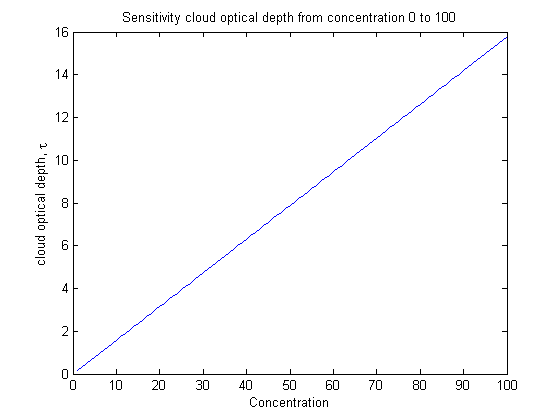 Sensitivity cloud optical depth from concentration 0 to 100
16
14
12
10
8
6
4
2
0
cloud optical depth, τ
0 10 20 30 40 50 60 70 80 90 100
Concentration